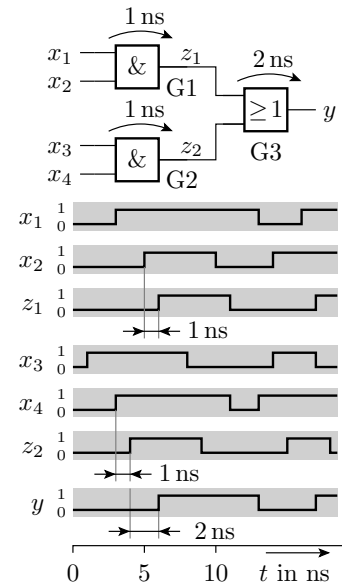 1 ns
x₁
x₂
&
z₁
G1
2 ns
≥1
y
G3
1 ns
x₃
x₄
&
z₂
G2
x₁ 1 0
x₂ 1 0
z₁ 1 0
1 ns
x₃ 1 0
x₄ 1 0
z₂ 1 0
1 ns
y 1 0
2 ns
0 5 10 t in ns